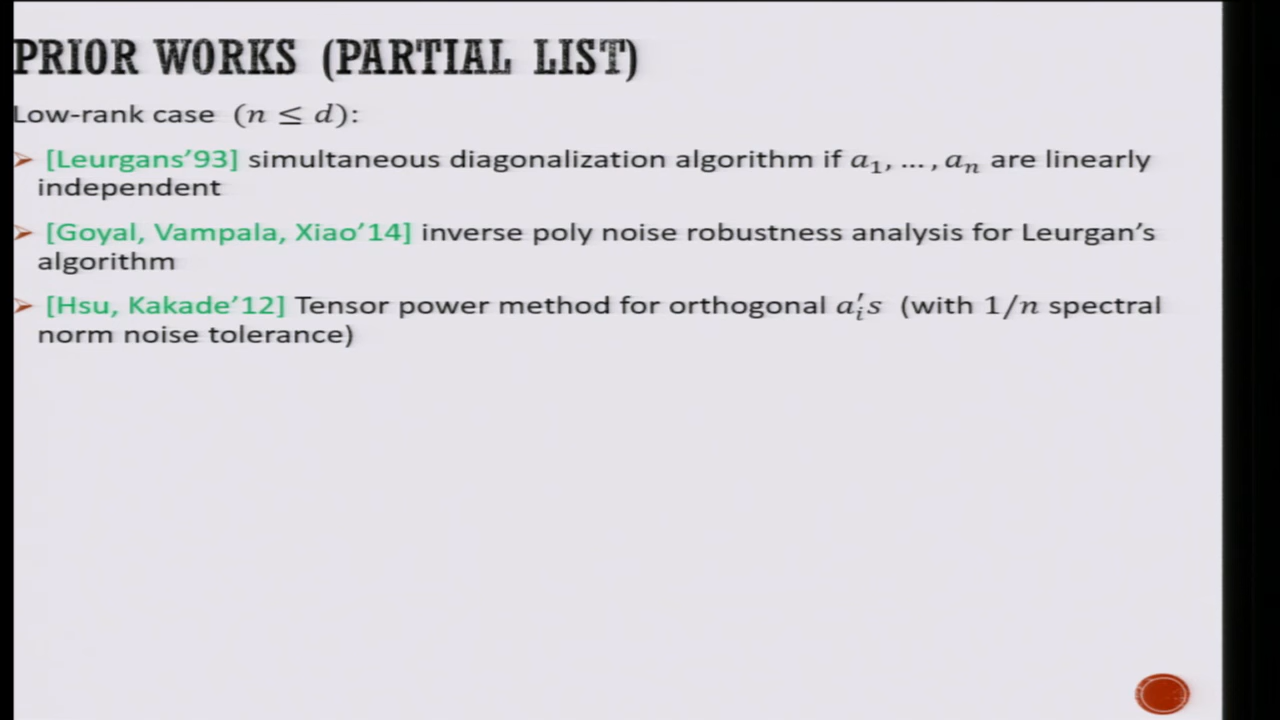 PRIOR WORKS (PARTIAL LIST)
Low-rank case (n ≤ d):
➢ [Leurgans'93] simultaneous diagonalization algorithm if a₁, … , aₙ are linearly
independent
➢ [Goyal, Vampala, Xiao'14] inverse poly noise robustness analysis for Leurgan's
algorithm
➢ [Hsu, Kakade'12] Tensor power method for orthogonal aᵢ′s (with 1/n spectral
norm noise tolerance)